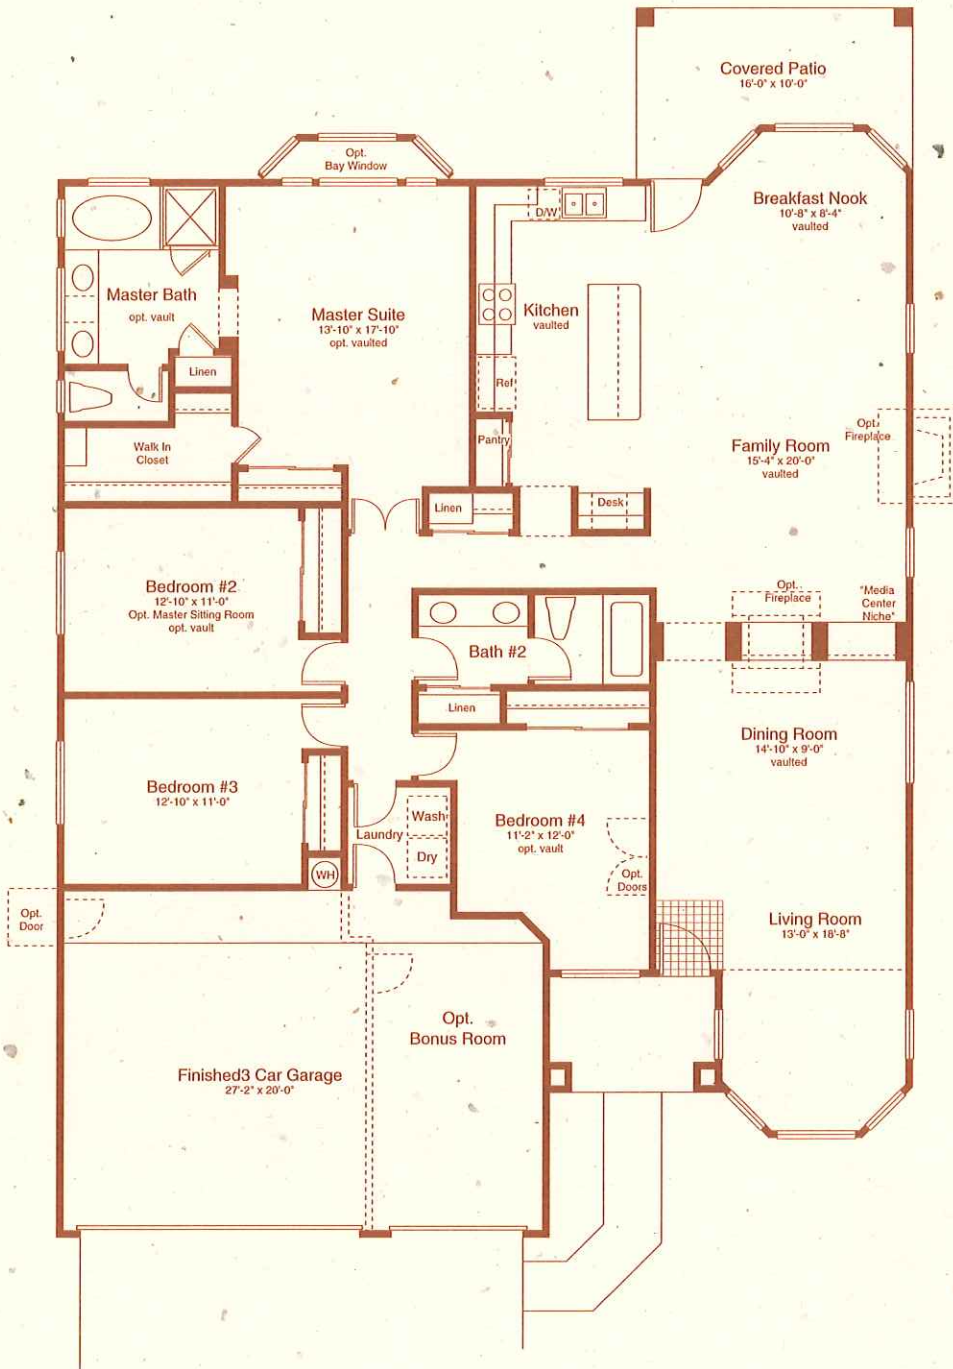 Covered Patio
16'-0" x 10'-0"
Opt.
Bay Window
Breakfast Nook
10'-8" x 8'-4"
vaulted
D/W
Master Bath
opt. vault
Master Suite
13'-10" x 17'-10"
opt. vaulted
Kitchen
vaulted
Linen
Ref
Pantry
Walk In
Closet
Family Room
15'-4" x 20'-0"
vaulted
Opt.
Fireplace
Linen
Desk
Bedroom #2
12'-10" x 11'-0"
Opt. Master Sitting Room
opt. vault
Opt.
Fireplace
"Media
Center
Niche"
Bath #2
Linen
Dining Room
14'-10" x 9'-0"
vaulted
Bedroom #3
12'-10" x 11'-0"
Laundry
Wash
Dry
Bedroom #4
11'-2" x 12'-0"
opt. vault
Opt.
Doors
WH
Opt.
Door
Living Room
13'-0" x 18'-8"
Opt.
Bonus Room
Finished3 Car Garage
27'-2" x 20'-0"